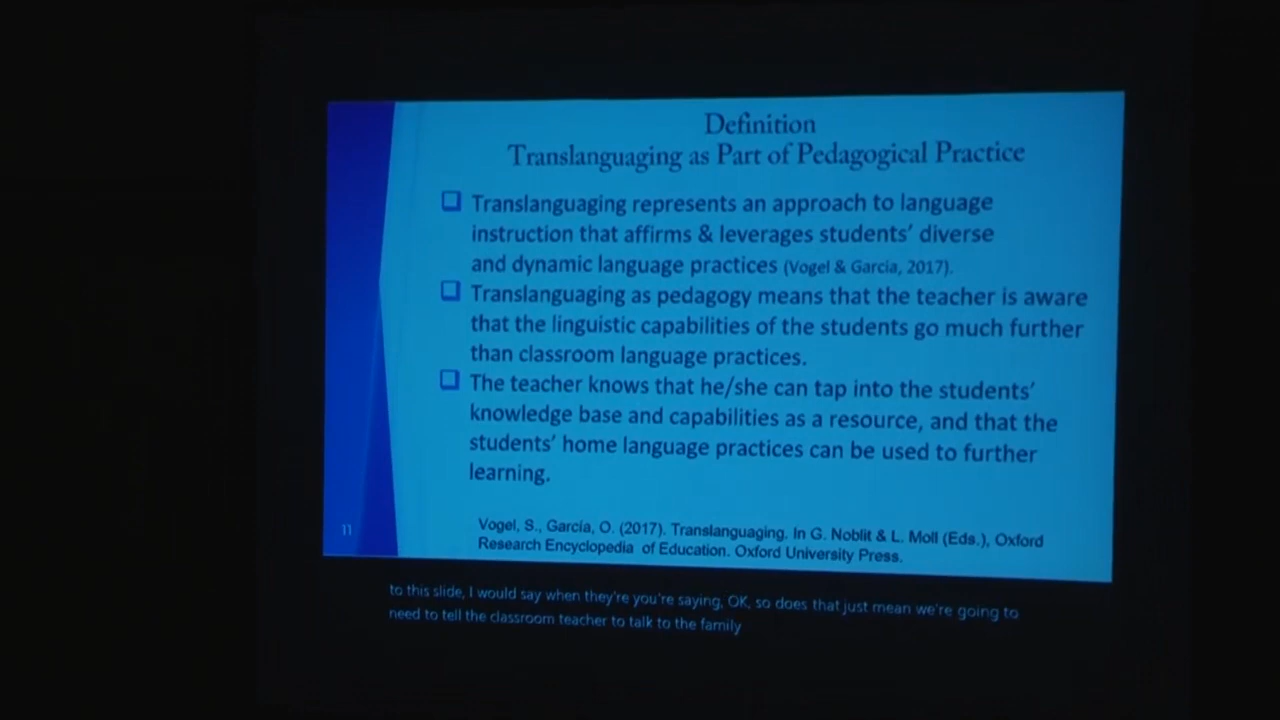 Definition
Translanguaging as Part of Pedagogical Practice
❑ Translanguaging represents an approach to language
instruction that affirms & leverages students’ diverse
and dynamic language practices (Vogel & Garcia, 2017).
❑ Translanguaging as pedagogy means that the teacher is aware
that the linguistic capabilities of the students go much further
than classroom language practices.
❑ The teacher knows that he/she can tap into the students’
knowledge base and capabilities as a resource, and that the
students’ home language practices can be used to further
learning.
Vogel, S., García, O. (2017). Translanguaging. In G. Noblit & L. Moll (Eds.), Oxford
Research Encyclopedia of Education. Oxford University Press.
11
to this slide, I would say when they're you're saying, OK, so does that just mean we're going to
need to tell the classroom teacher to talk to the family